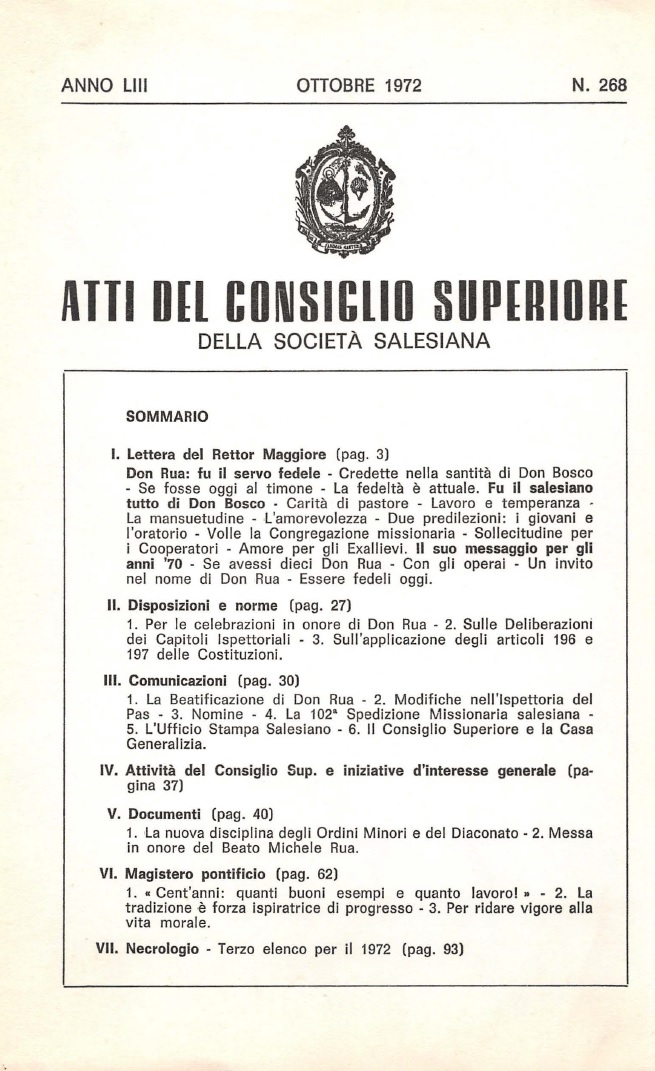 ANNO LIII OTTOBRE 1972 N. 268
ATTI DEL CONSIGLIO SUPERIORE
DELLA SOCIETÀ SALESIANA
SOMMARIO
I. Lettera del Rettor Maggiore (pag. 3)
Don Rua: fu il servo fedele - Credette nella santità di Don Bosco
- Se fosse oggi al timone - La fedeltà è attuale. Fu il salesiano
tutto di Don Bosco - Carità di pastore - Lavoro e temperanza -
La mansuetudine - L'amorevolezza - Due predilezioni: i giovani e
l'oratorio - Volle la Congregazione missionaria - Sollecitudine per
i Cooperatori - Amore per gli Exallievi. Il suo messaggio per gli
anni '70 - Se avessi dieci Don Rua - Con gli operai - Un invito
nel nome di Don Rua - Essere fedeli oggi.
II. Disposizioni e norme (pag. 27)
1. Per le celebrazioni in onore di Don Rua - 2. Sulle Deliberazioni
dei Capitoli Ispettoriali - 3. Sull'applicazione degli articoli 196 e
197 delle Costituzioni.
III. Comunicazioni (pag. 30)
1. La Beatificazione di Don Rua - 2. Modifiche nell'Ispettoria del
Pas - 3. Nomine - 4. La 102ª Spedizione Missionaria salesiana -
5. L'Ufficio Stampa Salesiano - 6. Il Consiglio Superiore e la Casa
Generalizia.
IV. Attività del Consiglio Sup. e iniziative d'interesse generale (pa-
gina 37)
V. Documenti (pag. 40)
1. La nuova disciplina degli Ordini Minori e del Diaconato - 2. Messa
in onore del Beato Michele Rua.
VI. Magistero pontificio (pag. 62)
1. « Cent'anni: quanti buoni esempi e quanto lavoro! » - 2. La
tradizione è forza ispiratrice di progresso - 3. Per ridare vigore alla
vita morale.
VII. Necrologio - Terzo elenco per il 1972 (pag. 93)